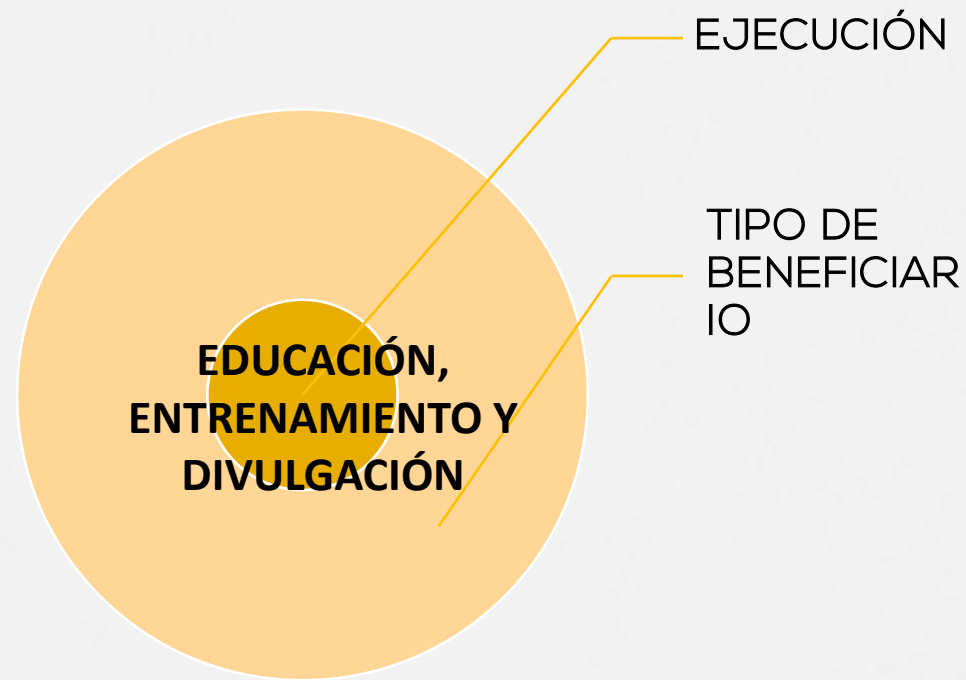 EJECUCIÓN
TIPO DE
BENEFICIAR
IO
EDUCACIÓN,
ENTRENAMIENTO Y
DIVULGACIÓN